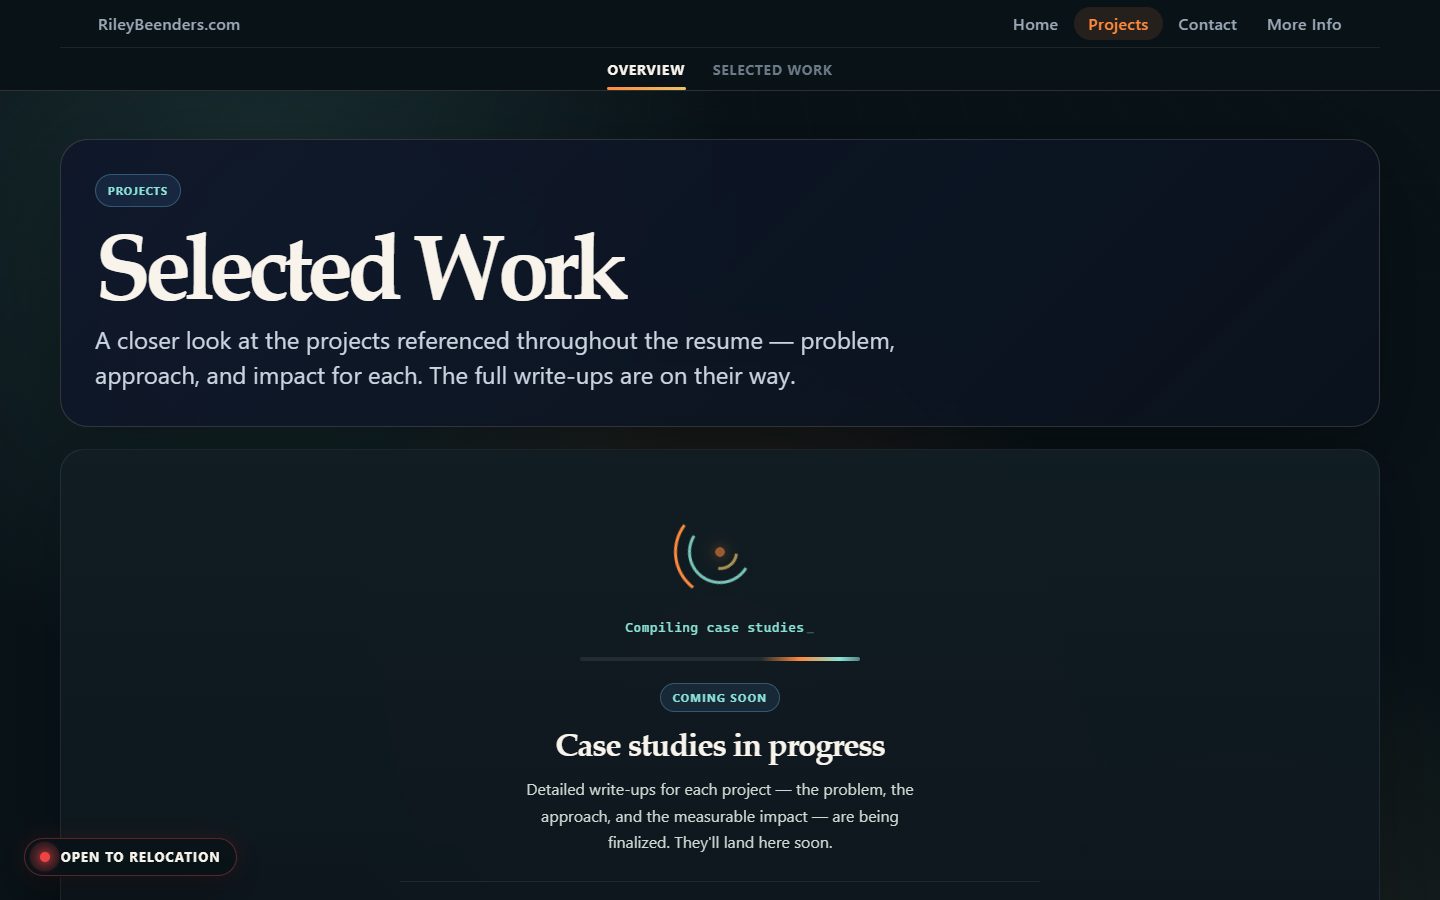 RileyBeenders.com
Home
Projects
Contact
More Info
OVERVIEW
SELECTED WORK
PROJECTS
Selected Work
A closer look at the projects referenced throughout the resume — problem,
approach, and impact for each. The full write-ups are on their way.
Compiling case studies_
COMING SOON
Case studies in progress
Detailed write-ups for each project — the problem, the
approach, and the measurable impact — are being
finalized. They'll land here soon.
OPEN TO RELOCATION